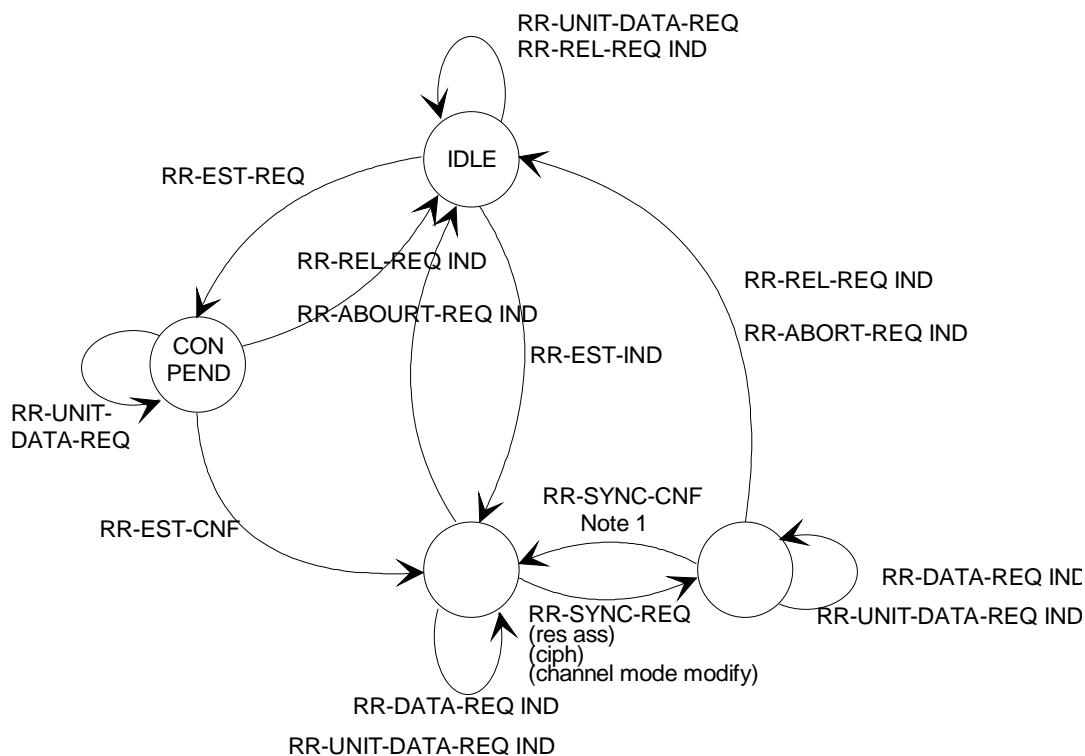 RR-UNIT-DATA-REQ
RR-REL-REQ IND
IDLE
RR-EST-REQ
RR-REL-REQ IND
RR-ABOURT-REQ IND
RR-REL-REQ IND
RR-ABORT-REQ IND
CON
PEND
RR-EST-IND
RR-UNIT-
DATA-REQ
RR-EST-CNF
RR-SYNC-CNF
Note 1
RR-DATA-REQ IND
RR-UNIT-DATA-REQ IND
RR-SYNC-REQ
(res ass)
(ciph)
(channel mode modify)
RR-DATA-REQ IND
RR-UNIT-DATA-REQ IND